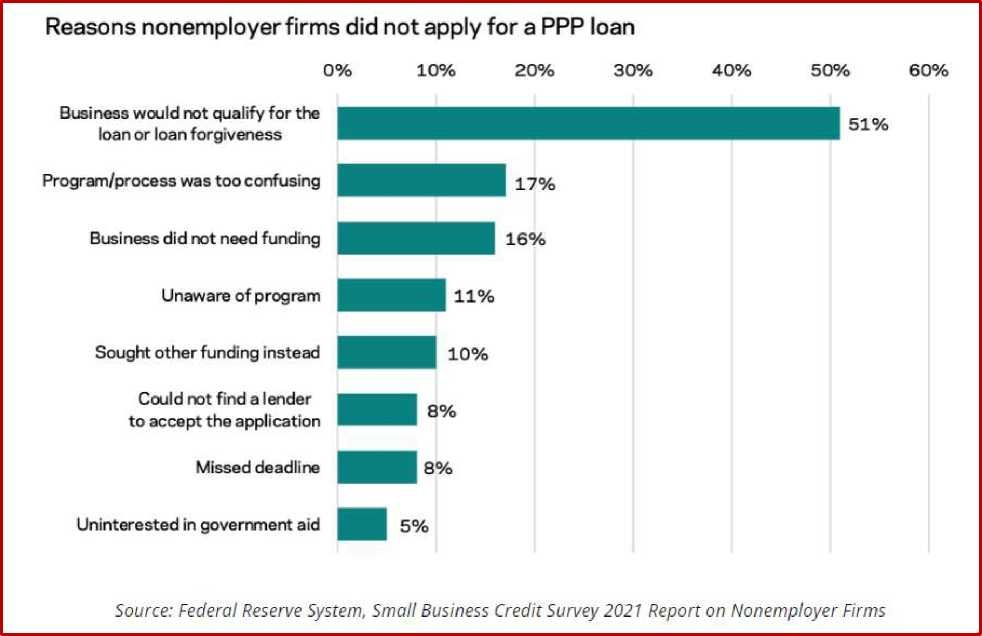 Reasons nonemployer firms did not apply for a PPP loan
0% 10% 20% 30% 40% 50% 60%
Business would not qualify for the
loan or loan forgiveness
51%
Program/process was too confusing
17%
Business did not need funding
16%
Unaware of program
11%
Sought other funding instead
10%
Could not find a lender
to accept the application
8%
Missed deadline
8%
Uninterested in government aid
5%
Source: Federal Reserve System, Small Business Credit Survey 2021 Report on Nonemployer Firms